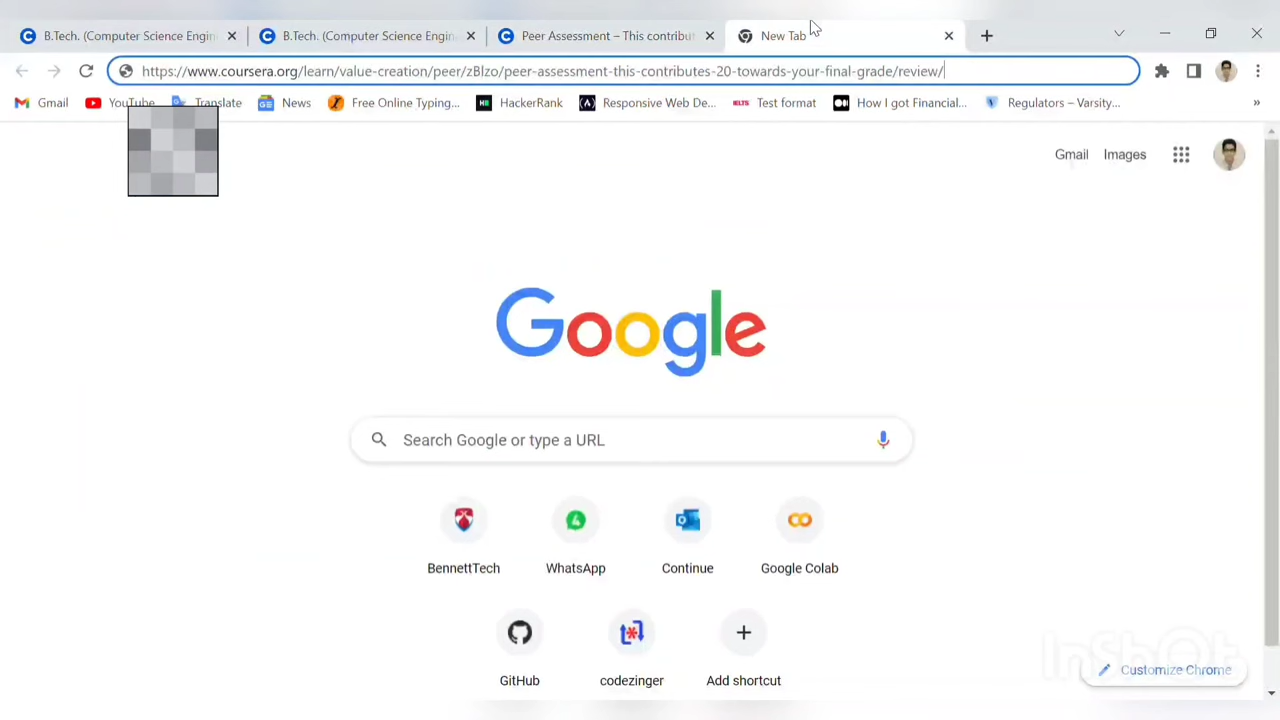 B.Tech. (Computer Science Engin
B.Tech. (Computer Science Engin
Peer Assessment – This contribut
New Tab
https://www.coursera.org/learn/value-creation/peer/zBlzo/peer-assessment-this-contributes-20-towards-your-final-grade/review/
Gmail
YouTube
Translate
News
Free Online Typing...
HackerRank
Responsive Web De...
IELTS
Test format
How I got Financial...
Regulators – Varsity...
»
Gmail
Images
Google
Search Google or type a URL
BennettTech
WhatsApp
Continue
Google Colab
GitHub
codezinger
Add shortcut
InShOt
Customize Chrome